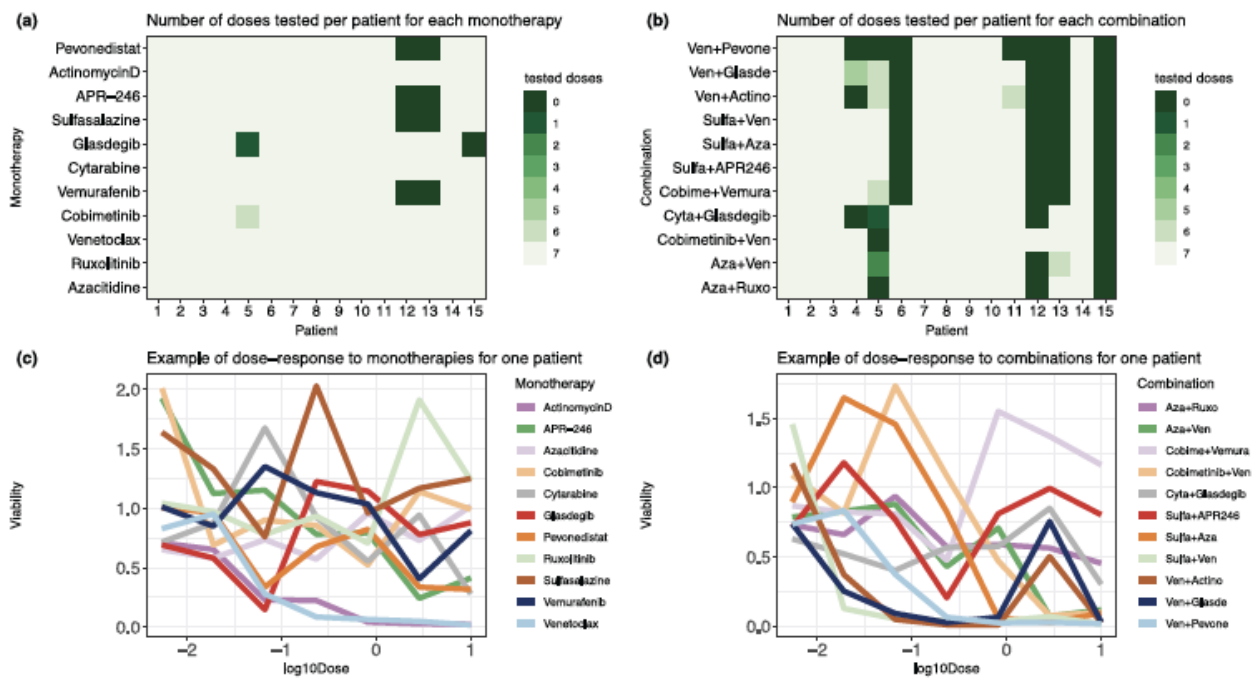 (a) Number of doses tested per patient for each monotherapy
Monotherapy
Pevonedistat
ActinomycinD
APR-246
Sulfasalazine
Glasdegib
Cytarabine
Vemurafenib
Cobimetinib
Venetoclax
Ruxolitinib
Azacitidine
1 2 3 4 5 6 7 8 9 10 11 12 13 14 15
Patient
tested doses
0
1
2
3
4
5
6
7
(b) Number of doses tested per patient for each combination
Combination
Ven+Pevone
Ven+Glasde
Ven+Actino
Sulfa+Ven
Sulfa+Aza
Sulfa+APR246
Cobime+Vemura
Cyta+Glasdegib
Cobimetinib+Ven
Aza+Ven
Aza+Ruxo
1 2 3 4 5 6 7 8 9 10 11 12 13 14 15
Patient
tested doses
0
1
2
3
4
5
6
7
(c) Example of dose-response to monotherapies for one patient
Viability
2.0
1.5
1.0
0.5
0.0
-2 -1 0 1
log10Dose
Monotherapy
ActinomycinD
APR-246
Azacitidine
Cobimetinib
Cytarabine
Glasdegib
Pevonedistat
Ruxolitinib
Sulfasalazine
Vemurafenib
Venetoclax
(d) Example of dose-response to combinations for one patient
Viability
1.5
1.0
0.5
0.0
-2 -1 0 1
log10Dose
Combination
Aza+Ruxo
Aza+Ven
Cobime+Vemura
Cobimetinib+Ven
Cyta+Glasdegib
Sulfa+APR246
Sulfa+Aza
Sulfa+Ven
Ven+Actino
Ven+Glasde
Ven+Pevone